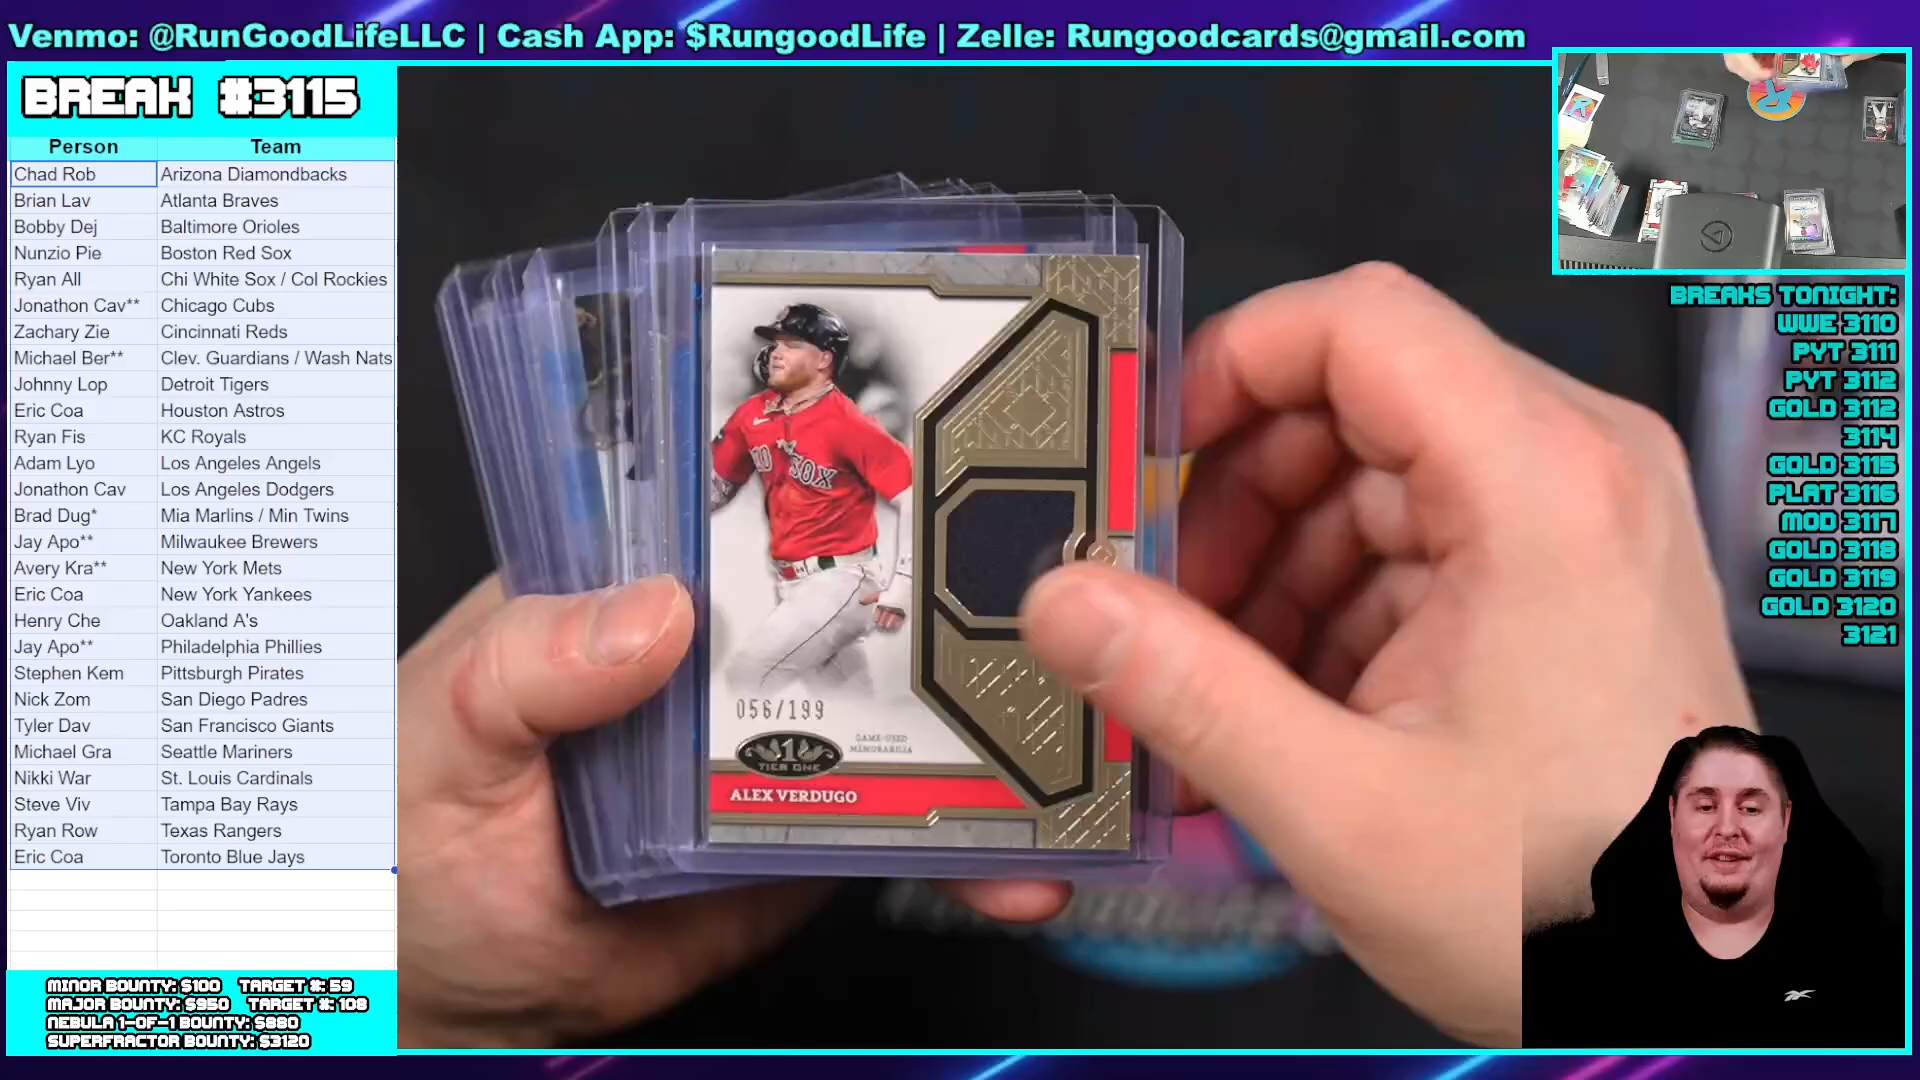 Venmo: @RunGoodLifeLLC | Cash App: $RungoodLife | Zelle: Rungoodcards@gmail.com
BREAK #3115
Person Team
Chad Rob Arizona Diamondbacks
Brian Lav Atlanta Braves
Bobby Dej Baltimore Orioles
Nunzio Pie Boston Red Sox
Ryan All Chi White Sox / Col Rockies
Jonathon Cav** Chicago Cubs
Zachary Zie Cincinnati Reds
Michael Ber** Clev. Guardians / Wash Nats
Johnny Lop Detroit Tigers
Eric Coa Houston Astros
Ryan Fis KC Royals
Adam Lyo Los Angeles Angels
Jonathon Cav Los Angeles Dodgers
Brad Dug* Mia Marlins / Min Twins
Jay Apo** Milwaukee Brewers
Avery Kra** New York Mets
Eric Coa New York Yankees
Henry Che Oakland A's
Jay Apo** Philadelphia Phillies
Stephen Kem Pittsburgh Pirates
Nick Zom San Diego Padres
Tyler Dav San Francisco Giants
Michael Gra Seattle Mariners
Nikki War St. Louis Cardinals
Steve Viv Tampa Bay Rays
Ryan Row Texas Rangers
Eric Coa Toronto Blue Jays
MINOR BOUNTY: $100 TARGET #: 59
MAJOR BOUNTY: $950 TARGET #: 108
NEBULA 1-OF-1 BOUNTY: $880
SUPERFRACTOR BOUNTY: $3120
SOX
056/199
GAME-USED
MEMORABILIA
1
TIER ONE
ALEX VERDUGO
BREAKS TONIGHT:
WWE 3110
PYT 3111
PYT 3112
GOLD 3112
3114
GOLD 3115
PLAT 3116
MOD 3117
GOLD 3118
GOLD 3119
GOLD 3120
3121